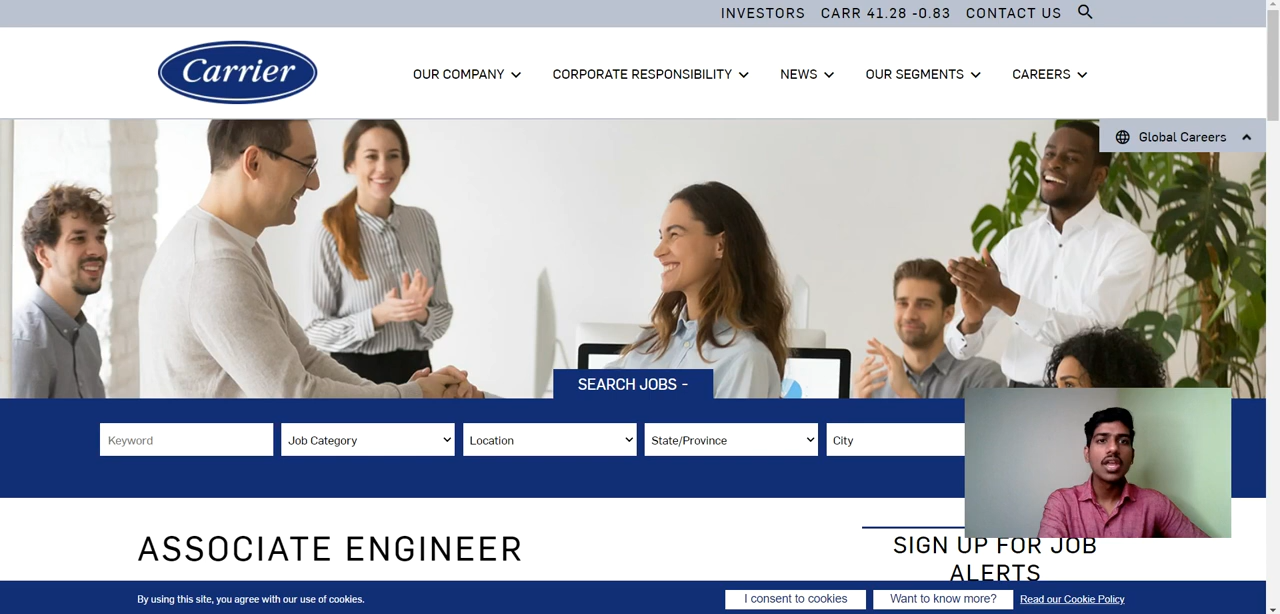 INVESTORS CARR 41.28 -0.83 CONTACT US
Carrier
OUR COMPANY CORPORATE RESPONSIBILITY NEWS OUR SEGMENTS CAREERS
Global Careers
SEARCH JOBS -
Keyword Job Category Location State/Province City
ASSOCIATE ENGINEER
SIGN UP FOR JOB
ALERTS
By using this site, you agree with our use of cookies. I consent to cookies Want to know more? Read our Cookie Policy